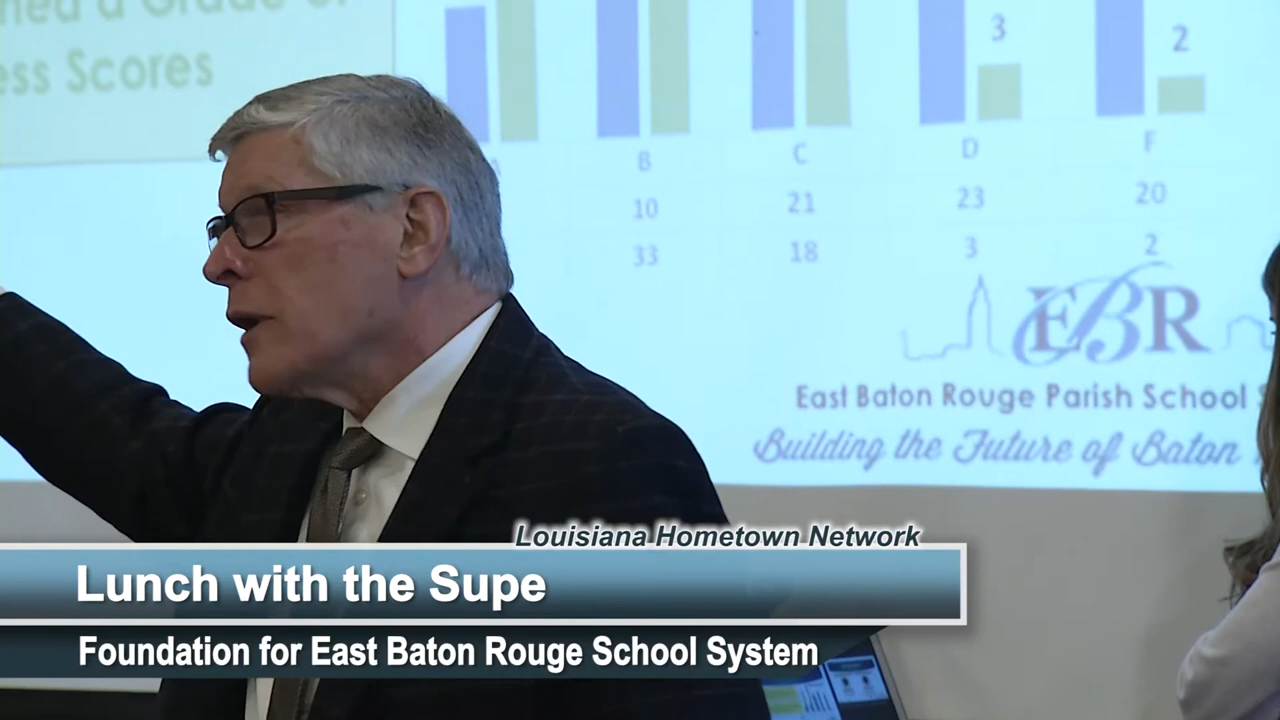 ess Scores
3
2
B C D F
10 21 23 20
33 18 3 2
EBR
East Baton Rouge Parish School
Building the Future of Baton
Louisiana Hometown Network
Lunch with the Supe
Foundation for East Baton Rouge School System